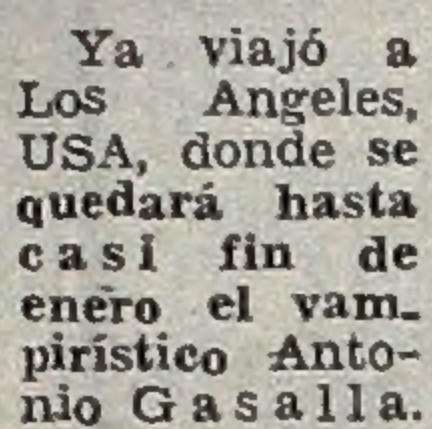 Ya viajó a
Los Angeles,
USA, donde se
quedará hasta
casi fin de
enero el vam-
pirístico Anto-
nio Gasalla.